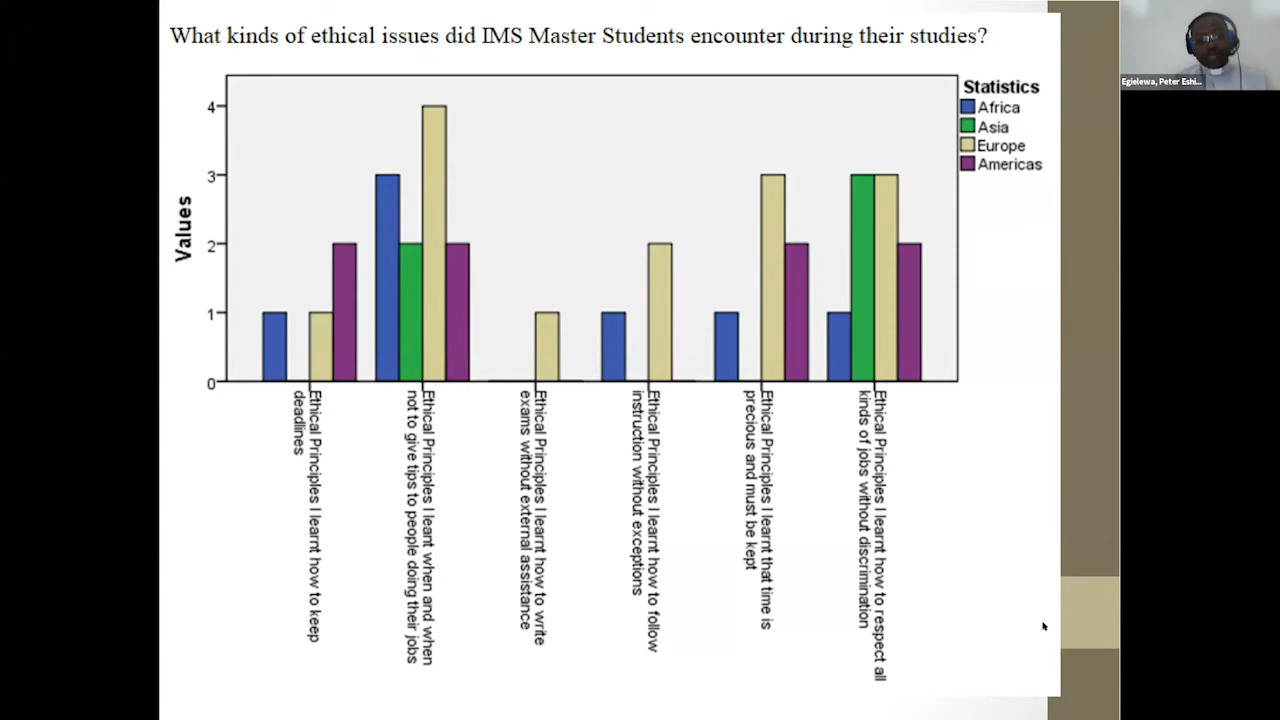 What kinds of ethical issues did IMS Master Students encounter during their studies?
Statistics
Africa
Asia
Europe
Americas
Values
4
3
2
1
0
Ethical Principles I learnt how to keep
deadlines
Ethical Principles I leant when and when
not to give tips to people doing their jobs
Ethical Principles I learnt how to write
exams without external assistance
Ethical Principles I learnt how to follow
instruction without exceptions
Ethical Principles I learnt that time is
precious and must be kept
Ethical Principles I learnt how to respect all
kinds of jobs without discrimination
Egielewa, Peter Eshi...